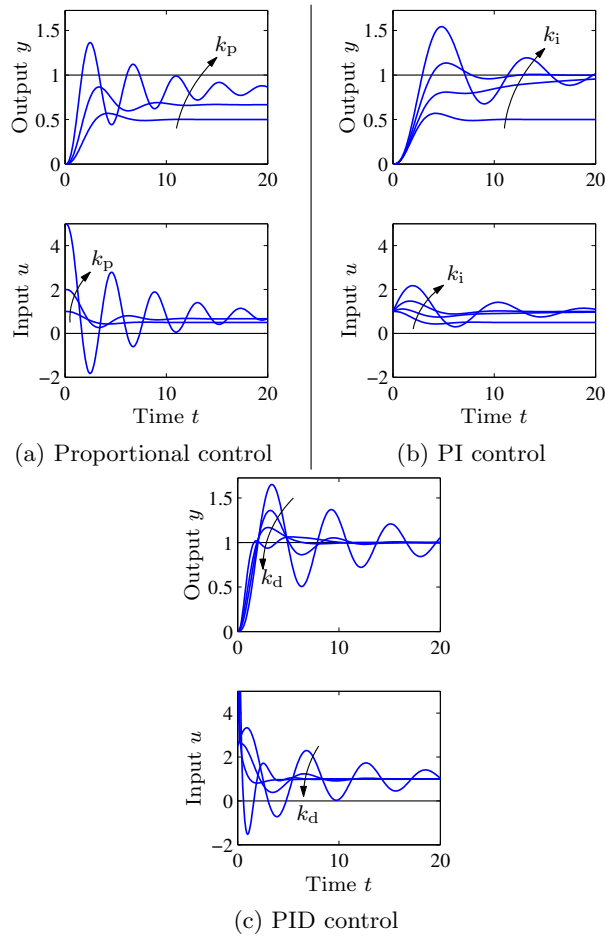 Output y
1.5
1
0.5
0
0
10
20
k_p
Input u
4
2
0
−2
0
10
20
k_p
Time t
(a) Proportional control
Output y
1.5
1
0.5
0
0
10
20
k_i
Input u
4
2
0
−2
0
10
20
k_i
Time t
(b) PI control
Output y
1.5
1
0.5
0
0
10
20
k_d
Input u
4
2
0
−2
0
10
20
k_d
Time t
(c) PID control